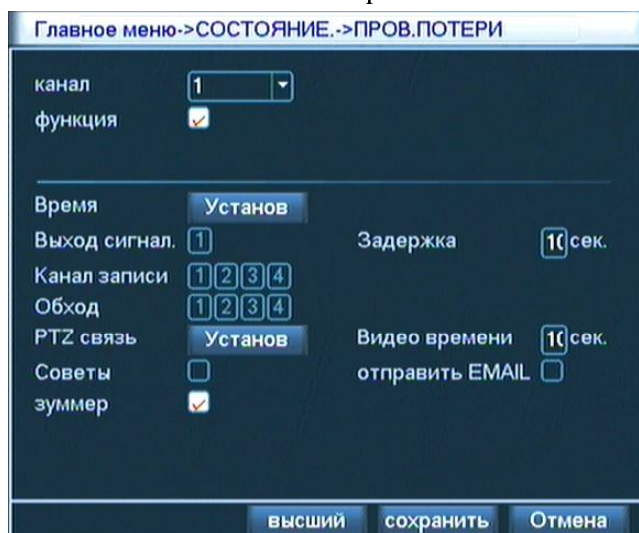 Главное меню->СОСТОЯНИЕ.->ПРОВ.ПОТЕРИ
канал 1
функция
Время Установ
Выход сигнал. 1 Задержка 10 сек.
Канал записи 1 2 3 4
Обход 1 2 3 4
PTZ связь Установ Видео времени 10 сек.
Советы отправить EMAIL
зуммер
высший сохранить Отмена